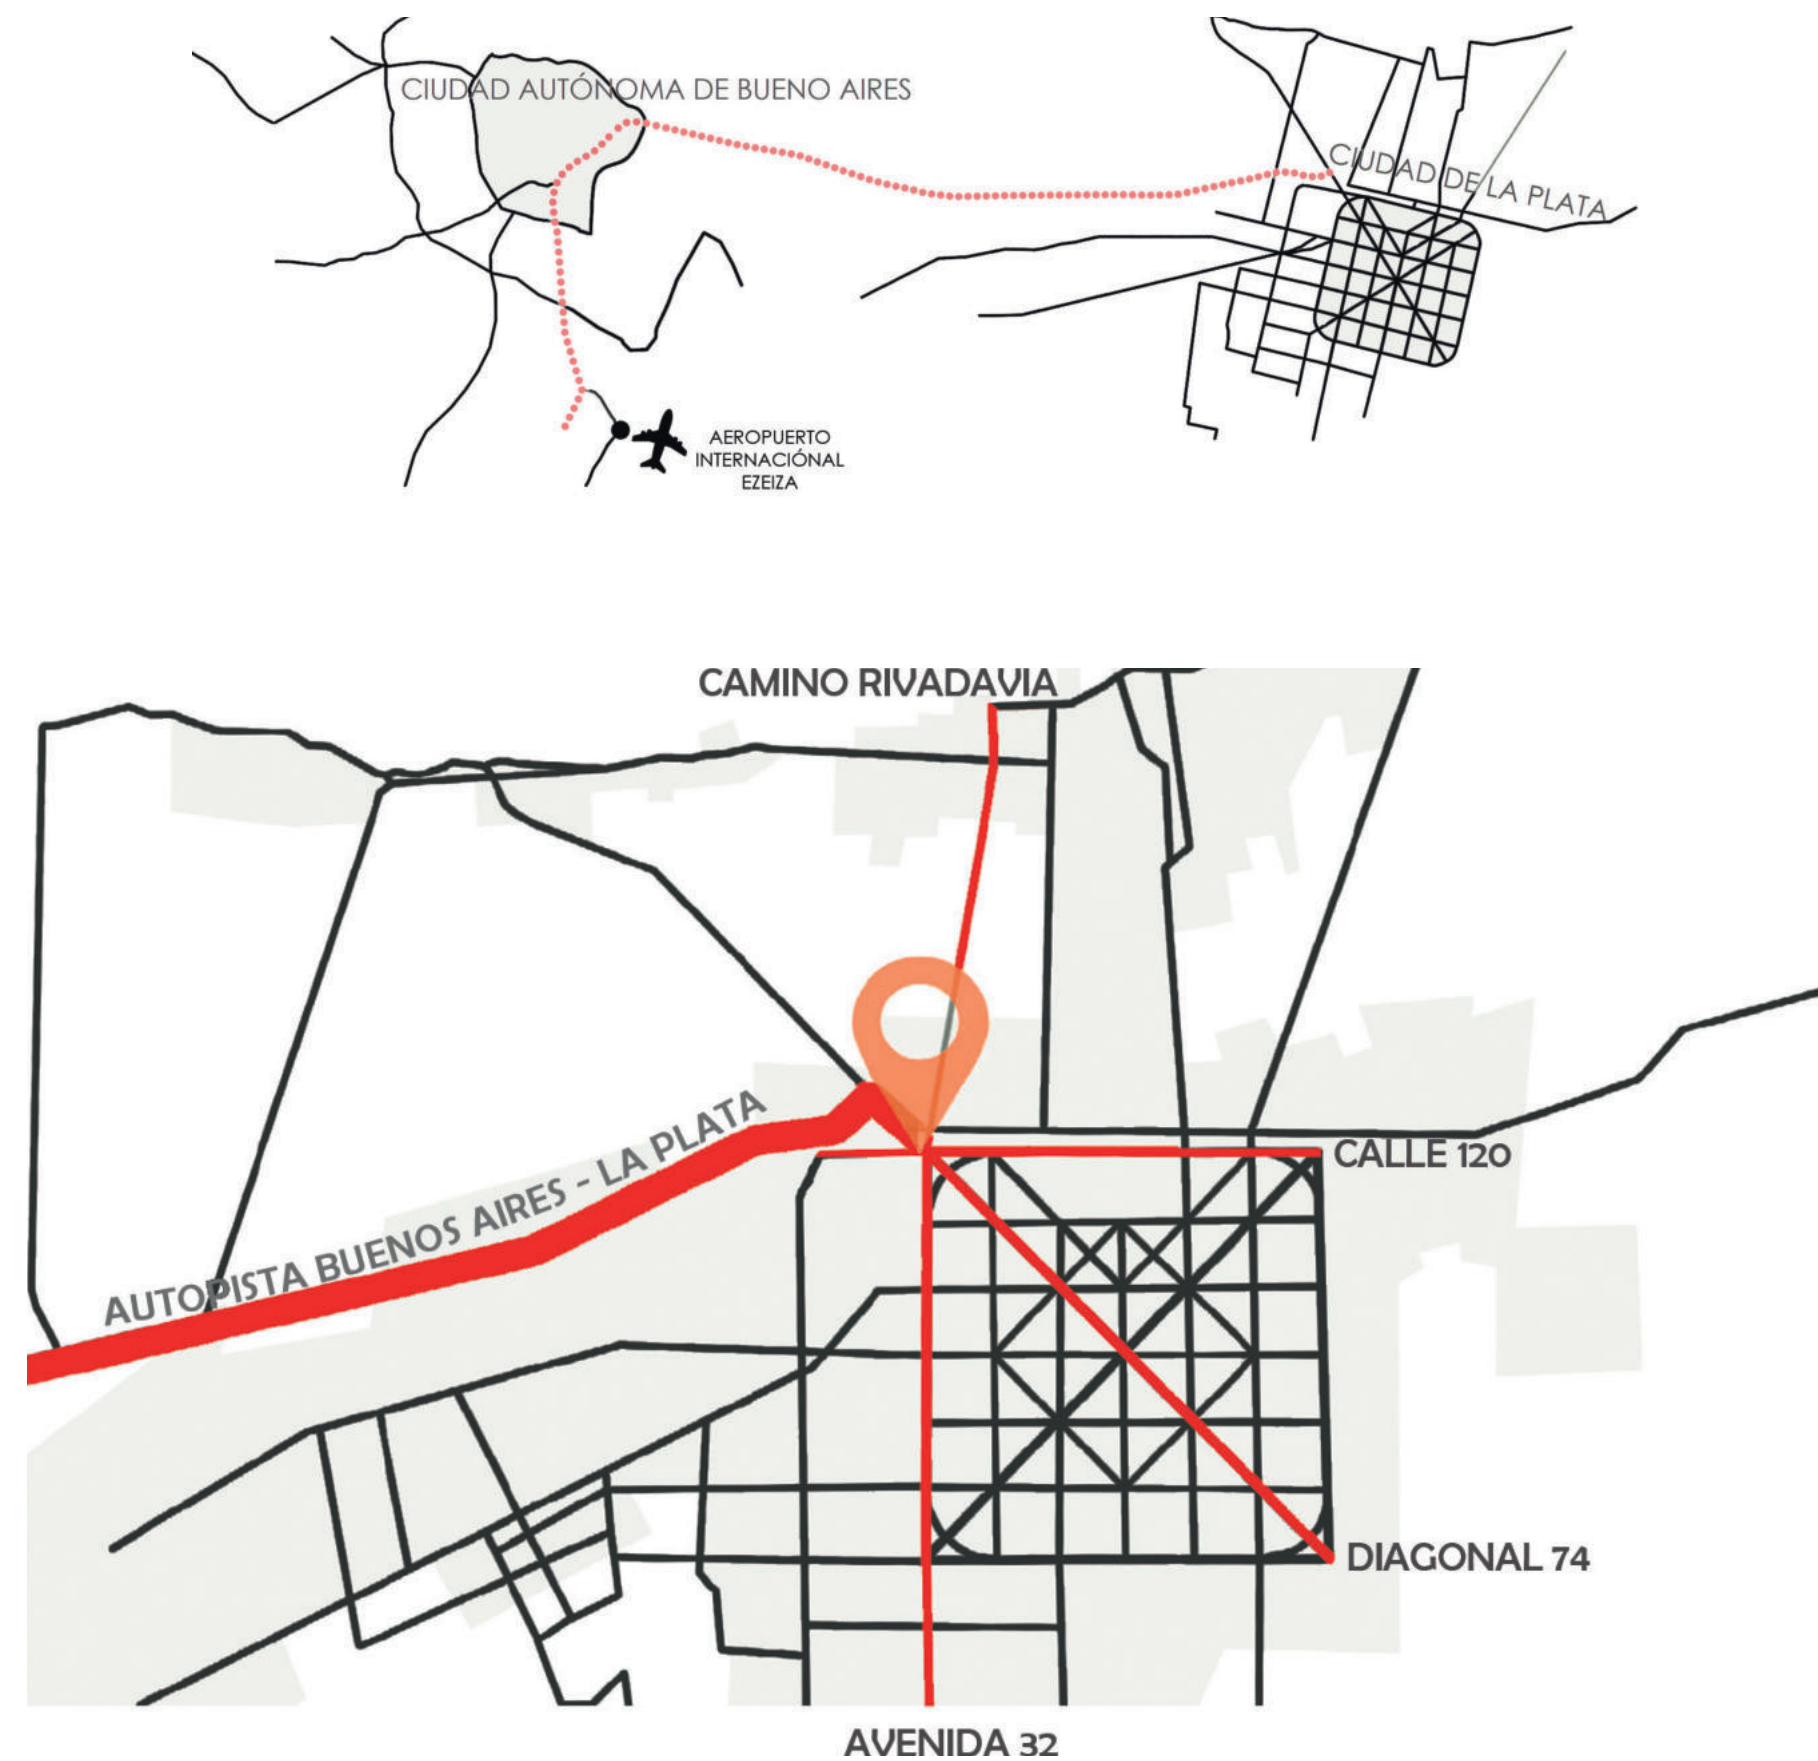 CIUDAD AUTÓNOMA DE BUENO AIRES
CIUDAD DE LA PLATA
AEROPUERTO
INTERNACIÓNAL
EZEIZA
CAMINO RIVADAVIA
AUTOPISTA BUENOS AIRES - LA PLATA
CALLE 120
DIAGONAL 74
AVENIDA 32